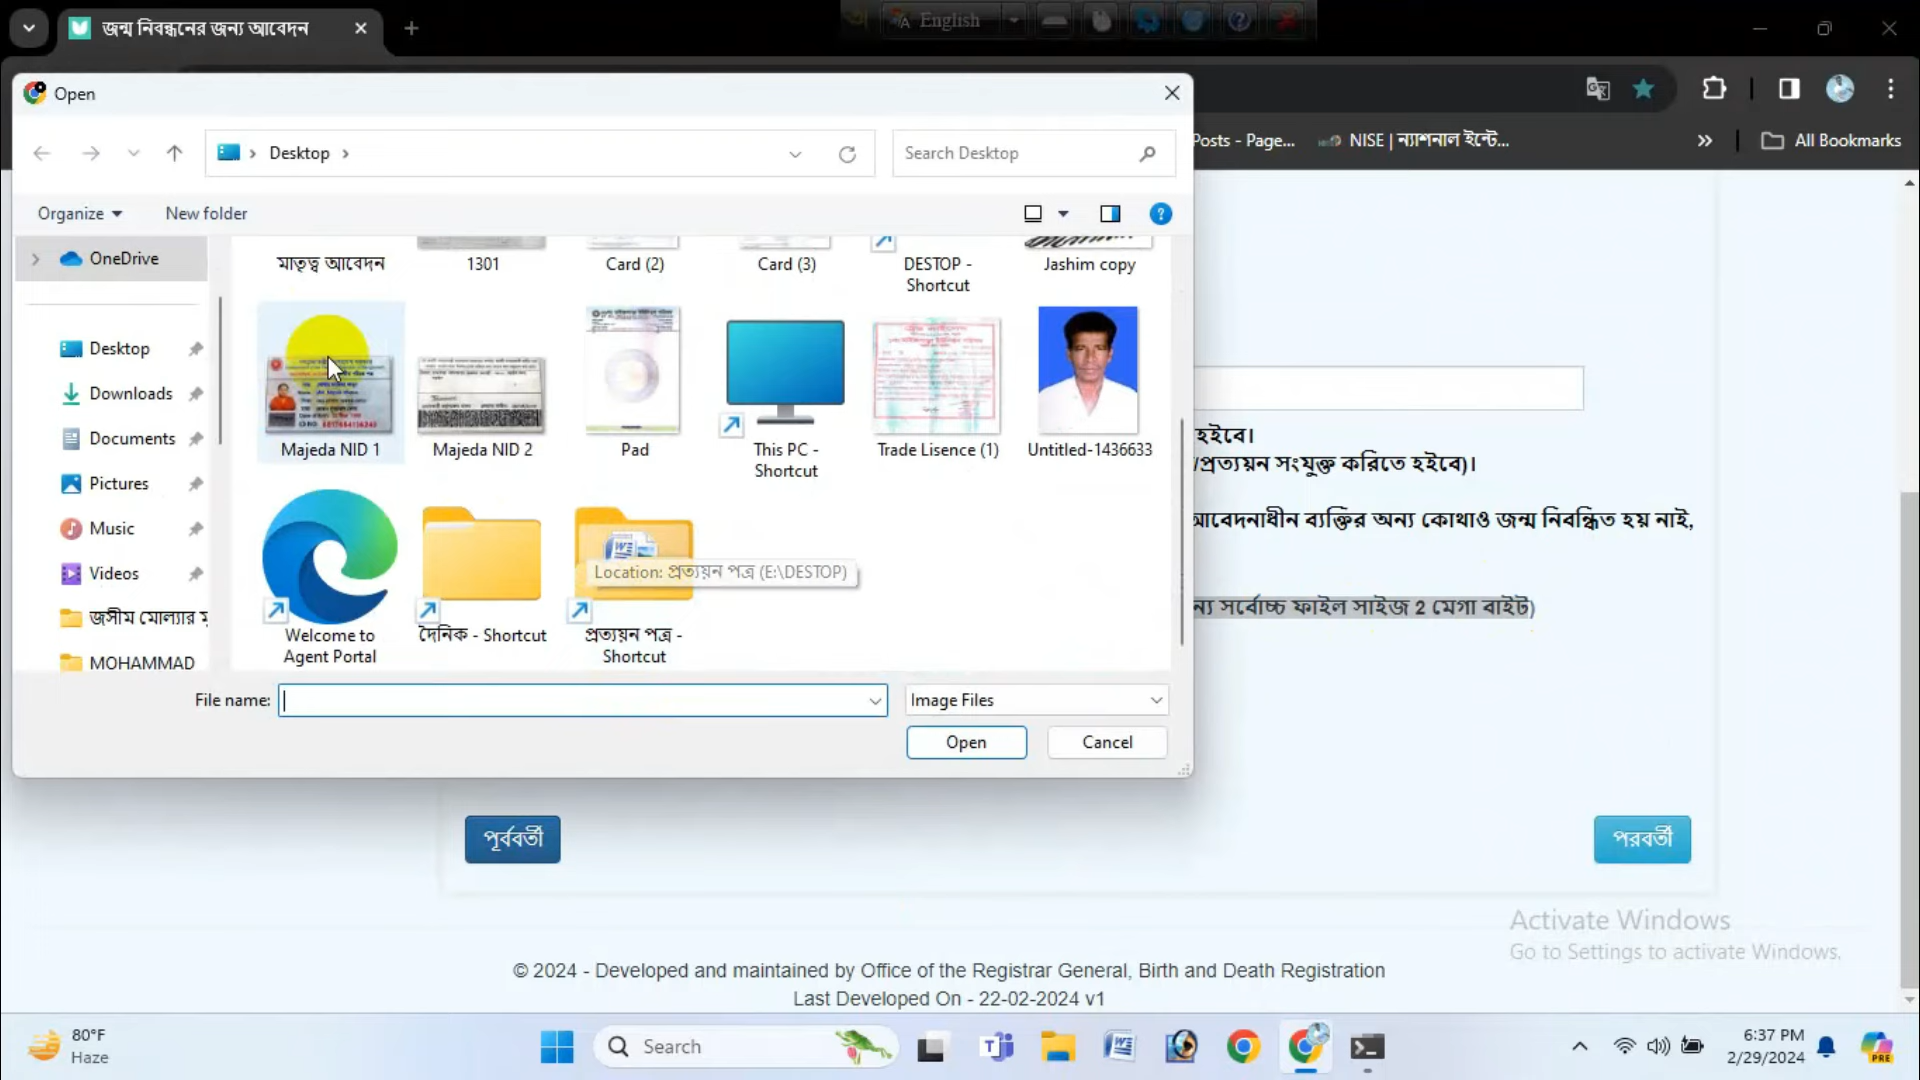 জন্ম নিবন্ধনের জন্য আবেদন
English
Open
Posts - Page...
NISE | ন্যাশনাল ইন্টে...
All Bookmarks
Desktop
Search Desktop
Organize
New folder
OneDrive
Desktop
Downloads
Documents
Pictures
Music
Videos
জসীম মোল্যার
MOHAMMAD
মাতৃত্ব আবেদন
1301
Card (2)
Card (3)
DESTOP - Shortcut
Jashim copy
Majeda NID 1
Majeda NID 2
Pad
This PC - Shortcut
Trade Lisence (1)
Untitled-1436633
Welcome to Agent Portal
দৈনিক - Shortcut
প্রত্যয়ন পত্র - Shortcut
Location: প্রত্যয়ন পত্র (E:\DESTOP)
File name:
Image Files
Open
Cancel
হইবে।
/প্রত্যয়ন সংযুক্ত করিতে হইবে)।
আবেদনাধীন ব্যক্তির অন্য কোথাও জন্ম নিবন্ধিত হয় নাই,
ন্য সর্বোচ্চ ফাইল সাইজ 2 মেগা বাইট)
পূর্ববর্তী
পরবর্তী
Activate Windows
Go to Settings to activate Windows.
© 2024 - Developed and maintained by Office of the Registrar General, Birth and Death Registration
Last Developed On - 22-02-2024 v1
80°F
Haze
Search
6:37 PM
2/29/2024
PRE